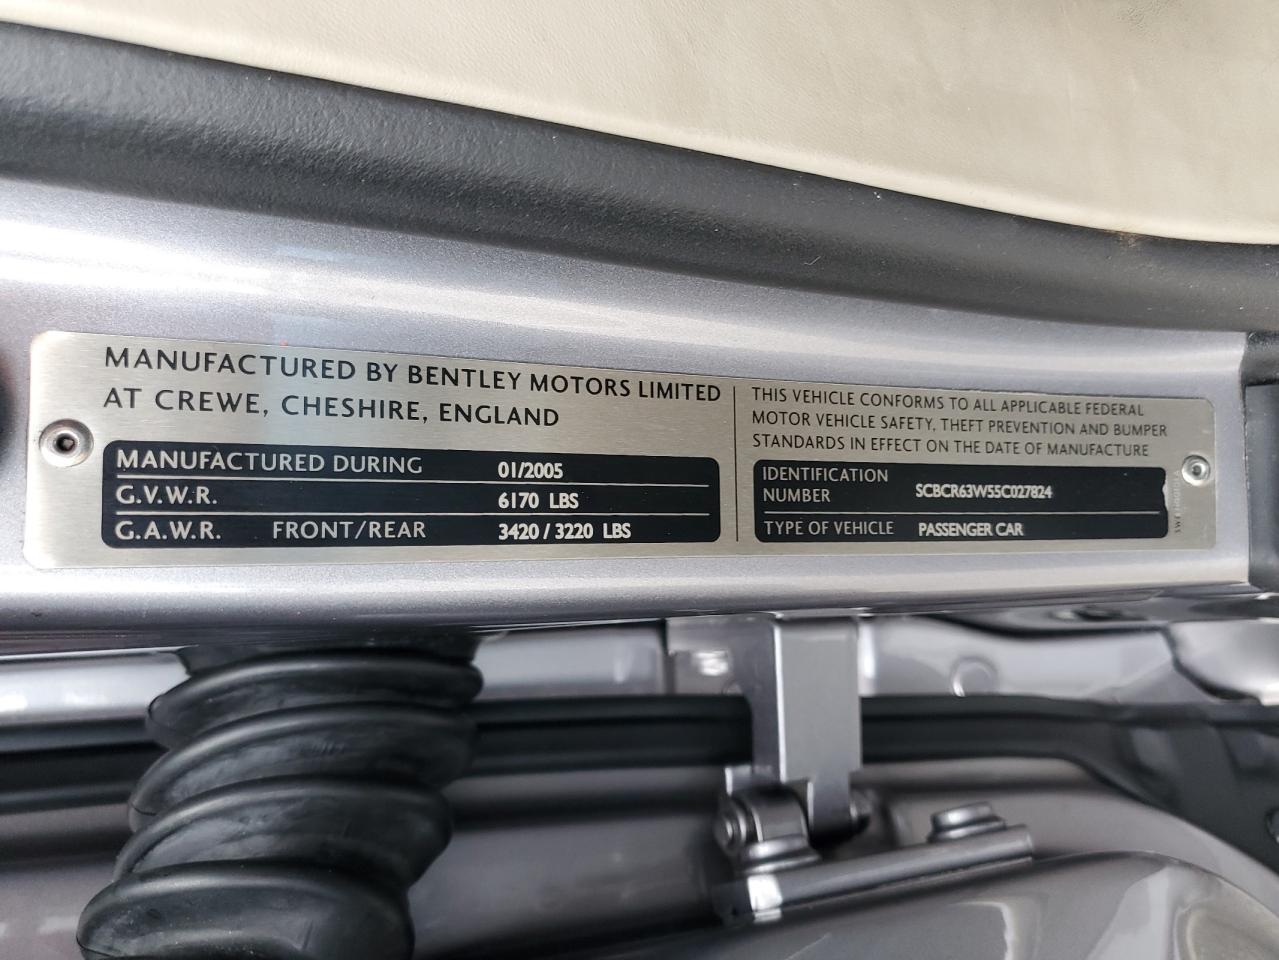 MANUFACTURED BY BENTLEY MOTORS LIMITED
AT CREWE, CHESHIRE, ENGLAND
MANUFACTURED DURING 01/2005
G.V.W.R. 6170 LBS
G.A.W.R. FRONT/REAR 3420 / 3220 LBS
THIS VEHICLE CONFORMS TO ALL APPLICABLE FEDERAL
MOTOR VEHICLE SAFETY, THEFT PREVENTION AND BUMPER
STANDARDS IN EFFECT ON THE DATE OF MANUFACTURE
IDENTIFICATION
NUMBER SCBCR63W55C027824
TYPE OF VEHICLE PASSENGER CAR